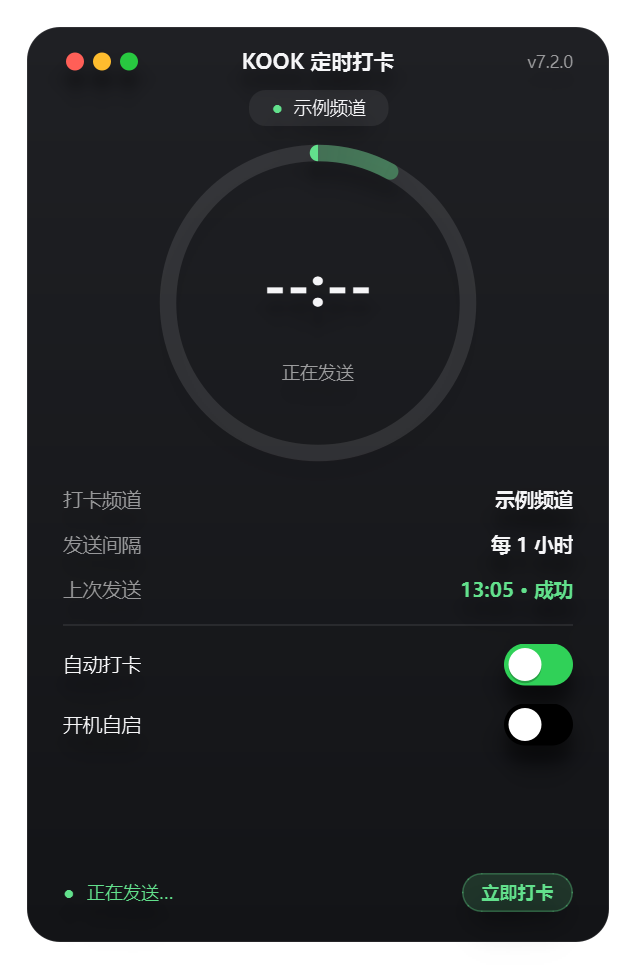 KOOK 定时打卡 v7.2.0
示例频道
--:--
正在发送
打卡频道 示例频道
发送间隔 每 1 小时
上次发送 13:05 • 成功
自动打卡
开机自启
正在发送... 立即打卡